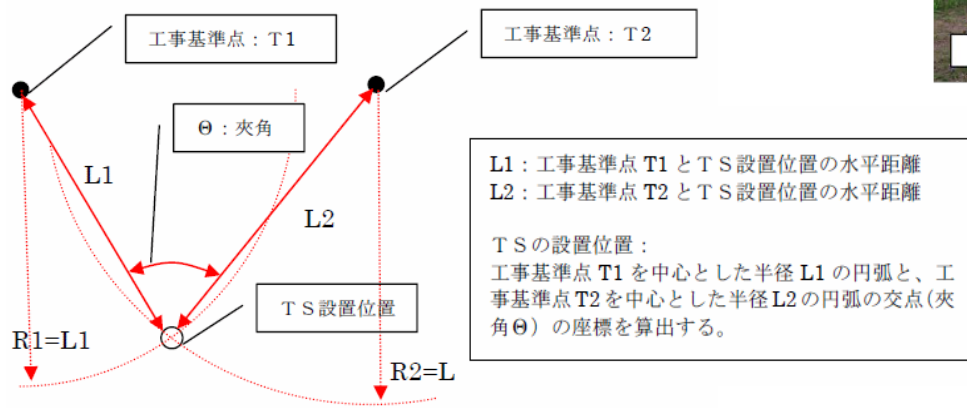 工事基準点：Ｔ1
工事基準点：Ｔ2
Θ：夾角
L1
L2
ＴＳ設置位置
R1=L1
R2=L
L1：工事基準点 T1 とＴＳ設置位置の水平距離
L2：工事基準点 T2 とＴＳ設置位置の水平距離
ＴＳの設置位置：
工事基準点 T1 を中心とした半径 L1 の円弧と、工
事基準点 T2 を中心とした半径 L2 の円弧の交点(夾
角Θ）の座標を算出する。